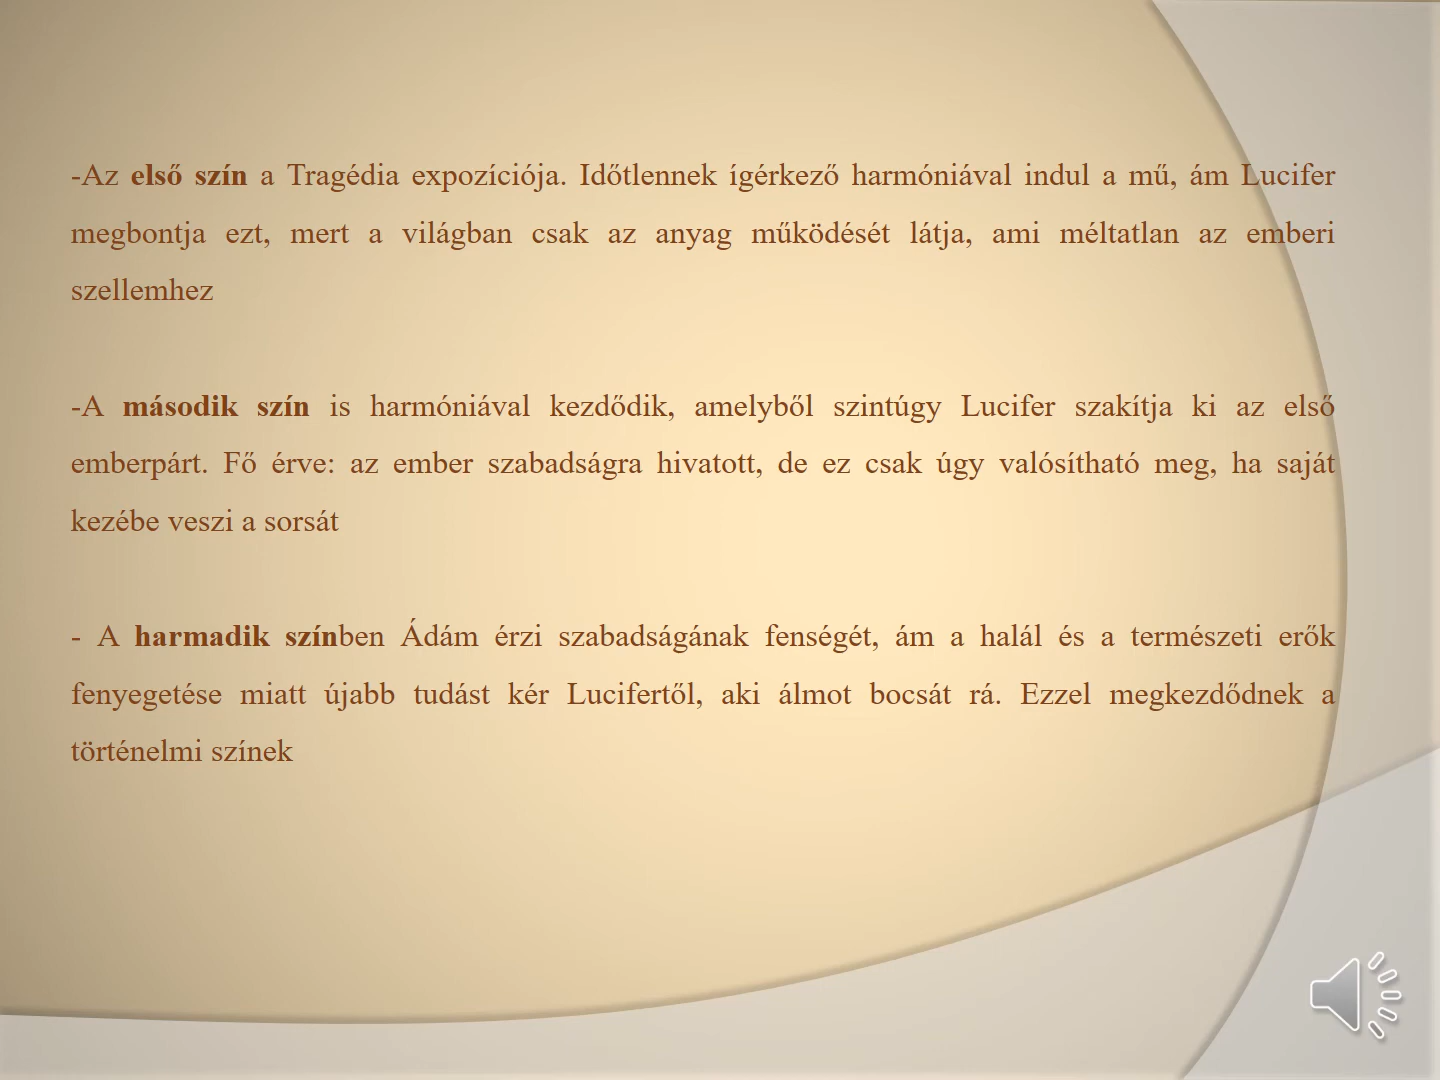 -Az első szín a Tragédia expozíciója. Időtlennek ígérkező harmóniával indul a mű, ám Lucifer
megbontja ezt, mert a világban csak az anyag működését látja, ami méltatlan az emberi
szellemhez
-A második szín is harmóniával kezdődik, amelyből szintúgy Lucifer szakítja ki az első
emberpárt. Fő érve: az ember szabadságra hivatott, de ez csak úgy valósítható meg, ha saját
kezébe veszi a sorsát
- A harmadik színben Ádám érzi szabadságának fenségét, ám a halál és a természeti erők
fenyegetése miatt újabb tudást kér Lucifertől, aki álmot bocsát rá. Ezzel megkezdődnek a
történelmi színek